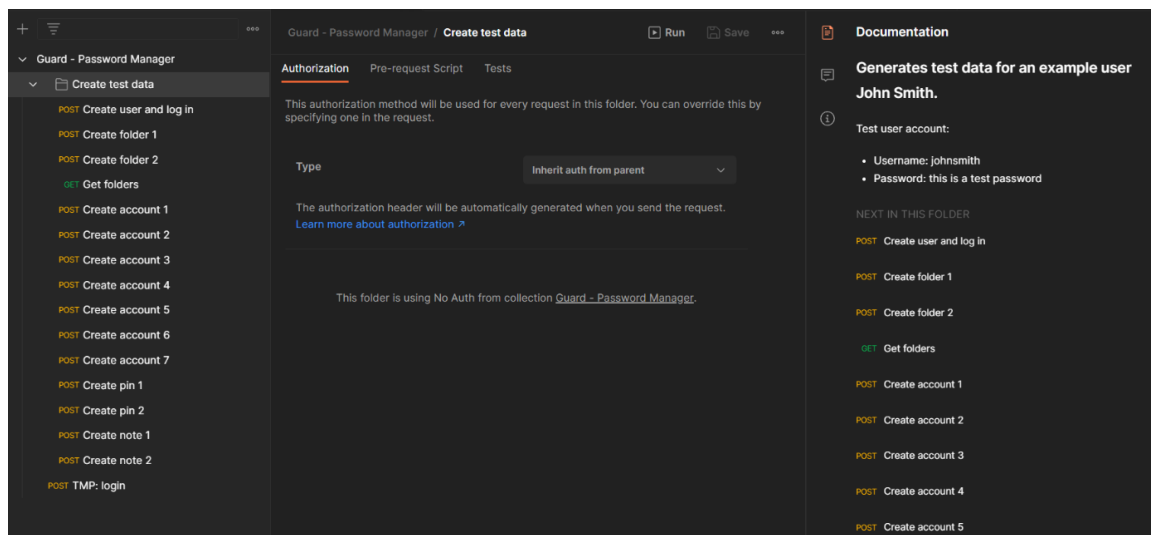 Guard - Password Manager
Create test data
POST Create user and log in
POST Create folder 1
POST Create folder 2
GET Get folders
POST Create account 1
POST Create account 2
POST Create account 3
POST Create account 4
POST Create account 5
POST Create account 6
POST Create account 7
POST Create pin 1
POST Create pin 2
POST Create note 1
POST Create note 2
POST TMP: login
Guard - Password Manager / Create test data
Run
Save
Authorization Pre-request Script Tests
This authorization method will be used for every request in this folder. You can override this by
specifying one in the request.
Type
Inherit auth from parent
The authorization header will be automatically generated when you send the request.
Learn more about authorization ↗
This folder is using No Auth from collection Guard - Password Manager.
Documentation
Generates test data for an example user
John Smith.
Test user account:
• Username: johnsmith
• Password: this is a test password
NEXT IN THIS FOLDER
POST Create user and log in
POST Create folder 1
POST Create folder 2
GET Get folders
POST Create account 1
POST Create account 2
POST Create account 3
POST Create account 4
POST Create account 5